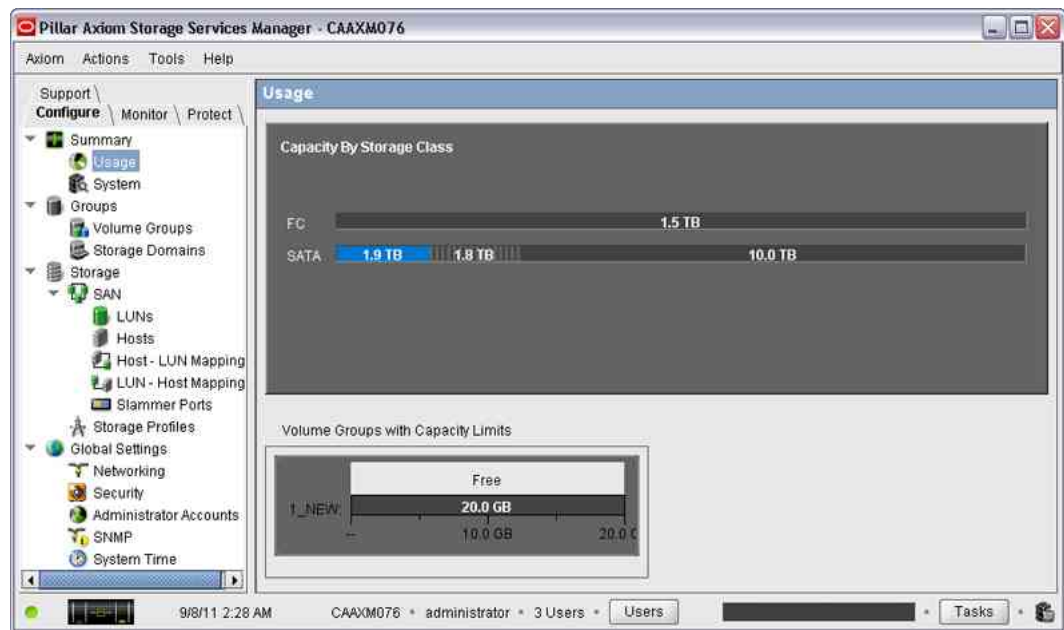 Pillar Axiom Storage Services Manager - CAAXM076
Axiom Actions Tools Help
Support
Configure Monitor Protect
Summary
Usage
System
Groups
Volume Groups
Storage Domains
Storage
SAN
LUNs
Hosts
Host - LUN Mapping
LUN - Host Mapping
Slammer Ports
Storage Profiles
Global Settings
Networking
Security
Administrator Accounts
SNMP
System Time
Usage
Capacity By Storage Class
FC 1.5 TB
SATA 1.9 TB 1.8 TB 10.0 TB
Volume Groups with Capacity Limits
Free
1_NEW: 20.0 GB
-- 10.0 GB 20.0
9/8/11 2:28 AM CAAXM076 • administrator • 3 Users • Users • Tasks •